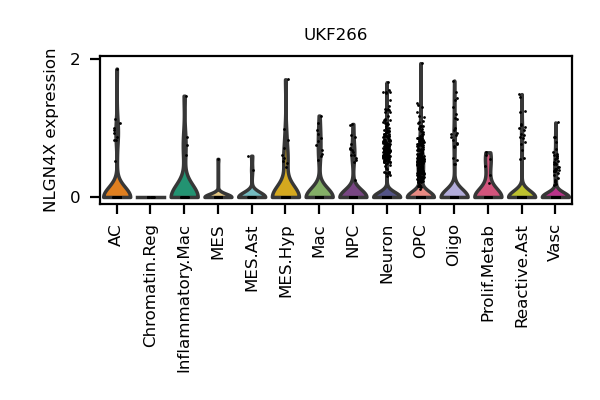 UKF266
NLGN4X expression
2
0
AC
Chromatin.Reg
Inflammatory.Mac
MES
MES.Ast
MES.Hyp
Mac
NPC
Neuron
OPC
Oligo
Prolif.Metab
Reactive.Ast
Vasc